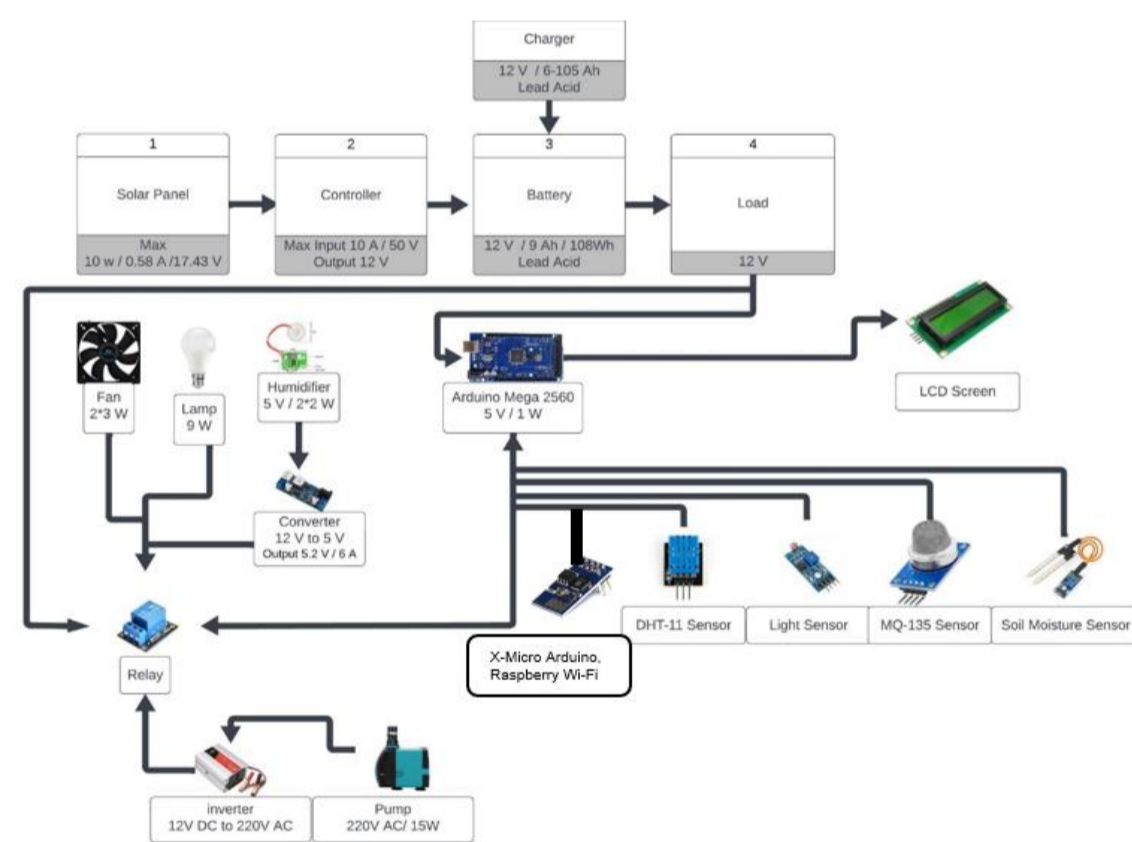 Charger
12 V / 6-105 Ah
Lead Acid
1
Solar Panel
Max
10 w / 0.58 A /17.43 V
2
Controller
Max Input 10 A / 50 V
Output 12 V
3
Battery
12 V / 9 Ah / 108Wh
Lead Acid
4
Load
12 V
Fan
2*3 W
Lamp
9 W
Humidifier
5 V / 2*2 W
Arduino Mega 2560
5 V / 1 W
LCD Screen
Converter
12 V to 5 V
Output 5.2 V / 6 A
DHT-11 Sensor
Light Sensor
MQ-135 Sensor
Soil Moisture Sensor
X-Micro Arduino,
Raspberry Wi-Fi
Relay
inverter
12V DC to 220V AC
Pump
220V AC/ 15W